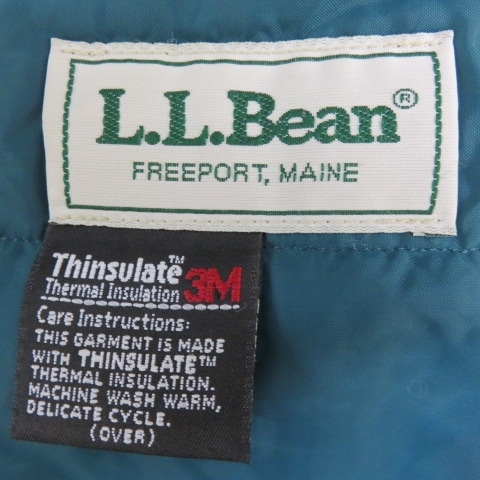 L.L.Bean®
FREEPORT, MAINE
Thinsulate™ 3M
Thermal Insulation
Care Instructions:
THIS GARMENT IS MADE
WITH THINSULATE™
THERMAL INSULATION.
MACHINE WASH WARM,
DELICATE CYCLE.
(OVER)